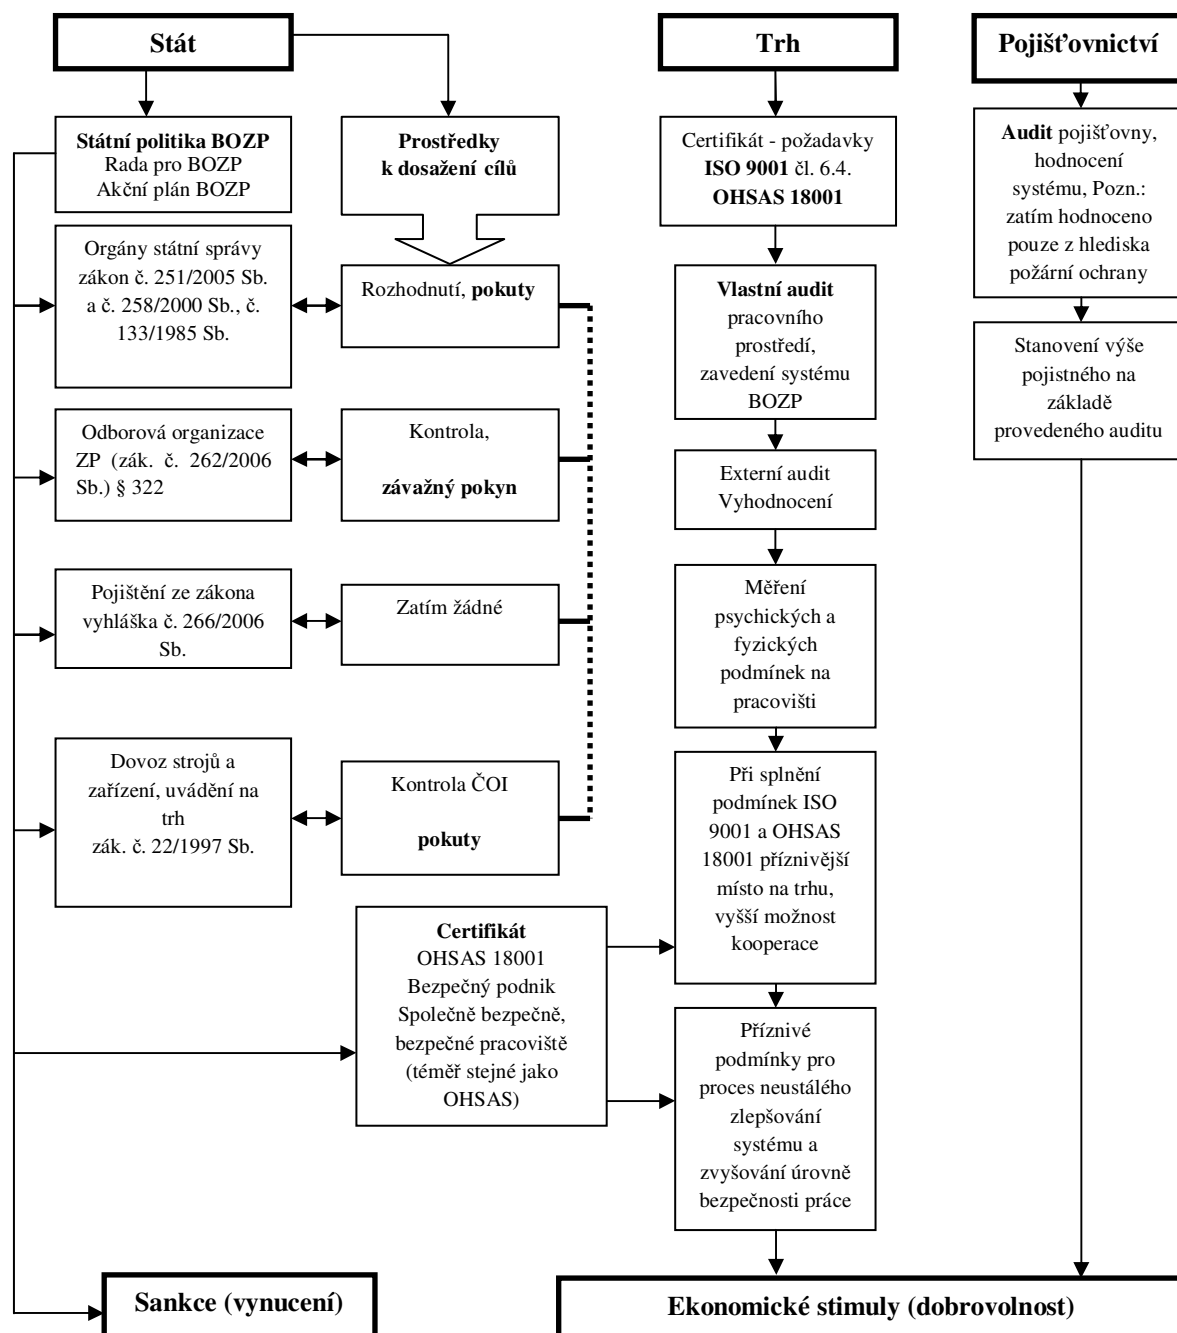 Stát
Trh
Pojišťovnictví
Státní politika BOZP
Rada pro BOZP
Akční plán BOZP
Prostředky
k dosažení cílů
Certifikát - požadavky
ISO 9001 čl. 6.4.
OHSAS 18001
Audit pojišťovny,
hodnocení
systému, Pozn.:
zatím hodnoceno
pouze z hlediska
požární ochrany
Orgány státní správy
zákon č. 251/2005 Sb.
a č. 258/2000 Sb., č.
133/1985 Sb.
Rozhodnutí, pokuty
Vlastní audit
pracovního
prostředí,
zavedení systému
BOZP
Stanovení výše
pojistného na
základě
provedeného auditu
Odborová organizace
ZP (zák. č. 262/2006
Sb.) § 322
Kontrola,
závažný pokyn
Externí audit
Vyhodnocení
Pojištění ze zákona
vyhláška č. 266/2006
Sb.
Zatím žádné
Měření
psychických a
fyzických
podmínek na
pracovišti
Dovoz strojů a
zařízení, uvádění na
trh
zák. č. 22/1997 Sb.
Kontrola ČOI
pokuty
Při splnění
podmínek ISO
9001 a OHSAS
18001 příznivější
místo na trhu,
vyšší možnost
kooperace
Certifikát
OHSAS 18001
Bezpečný podnik
Společně bezpečně,
bezpečné pracoviště
(téměř stejné jako
OHSAS)
Příznivé
podmínky pro
proces neustálého
zlepšování
systému a
zvyšování úrovně
bezpečnosti práce
Sankce (vynucení)
Ekonomické stimuly (dobrovolnost)